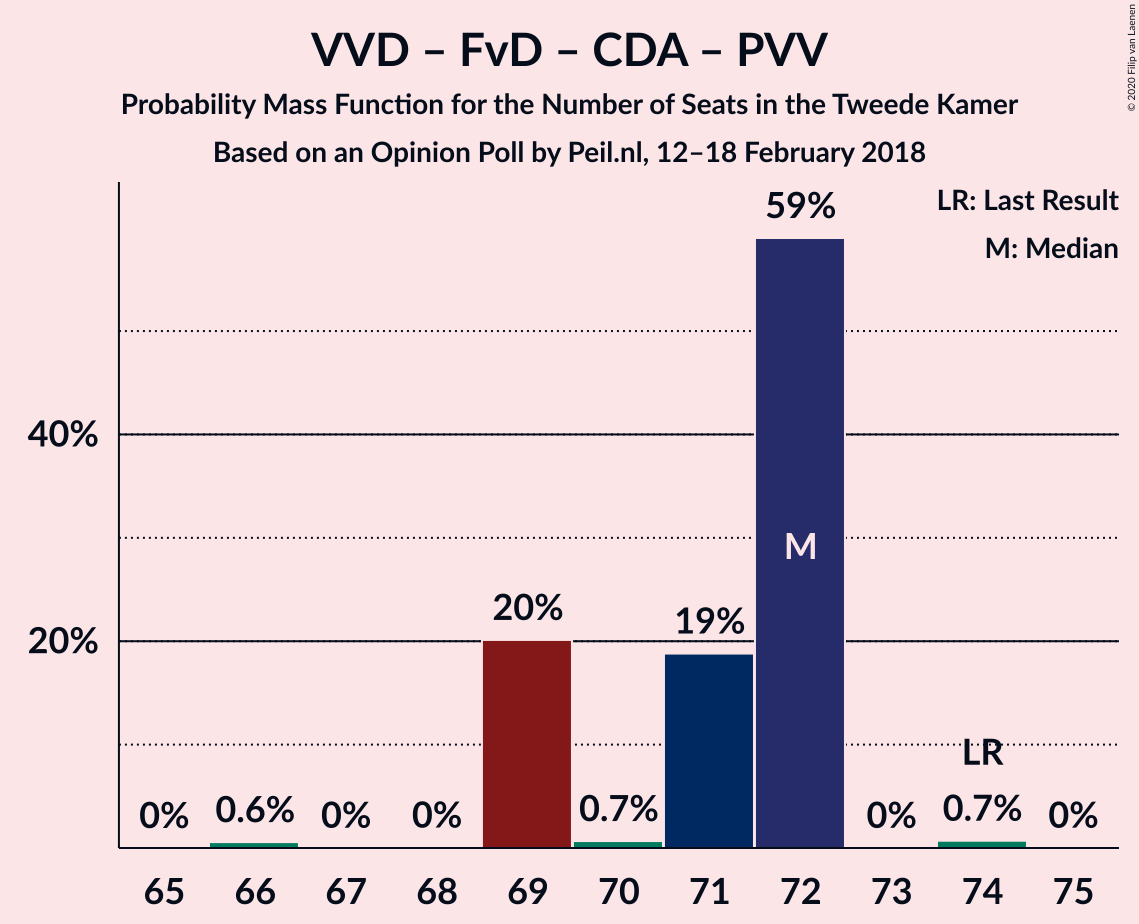 VVD – FvD – CDA – PVV
Probability Mass Function for the Number of Seats in the Tweede Kamer
Based on an Opinion Poll by Peil.nl, 12–18 February 2018
© 2020 Filip van Laenen
LR: Last Result
M: Median
59%
40%
M
20%
19%
20%
LR
0% 0.6% 0% 0% 0.7% 0% 0.7% 0%
65 66 67 68 69 70 71 72 73 74 75